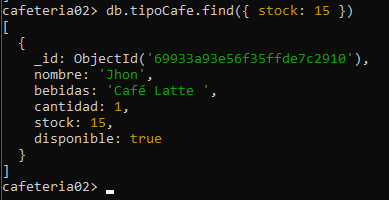 cafeteria02> db.tipoCafe.find({ stock: 15 })
[
  {
    _id: ObjectId('69933a93e56f35ffde7c2910'),
    nombre: 'Jhon',
    bebidas: 'Café Latte ',
    cantidad: 1,
    stock: 15,
    disponible: true
  }
]
cafeteria02>